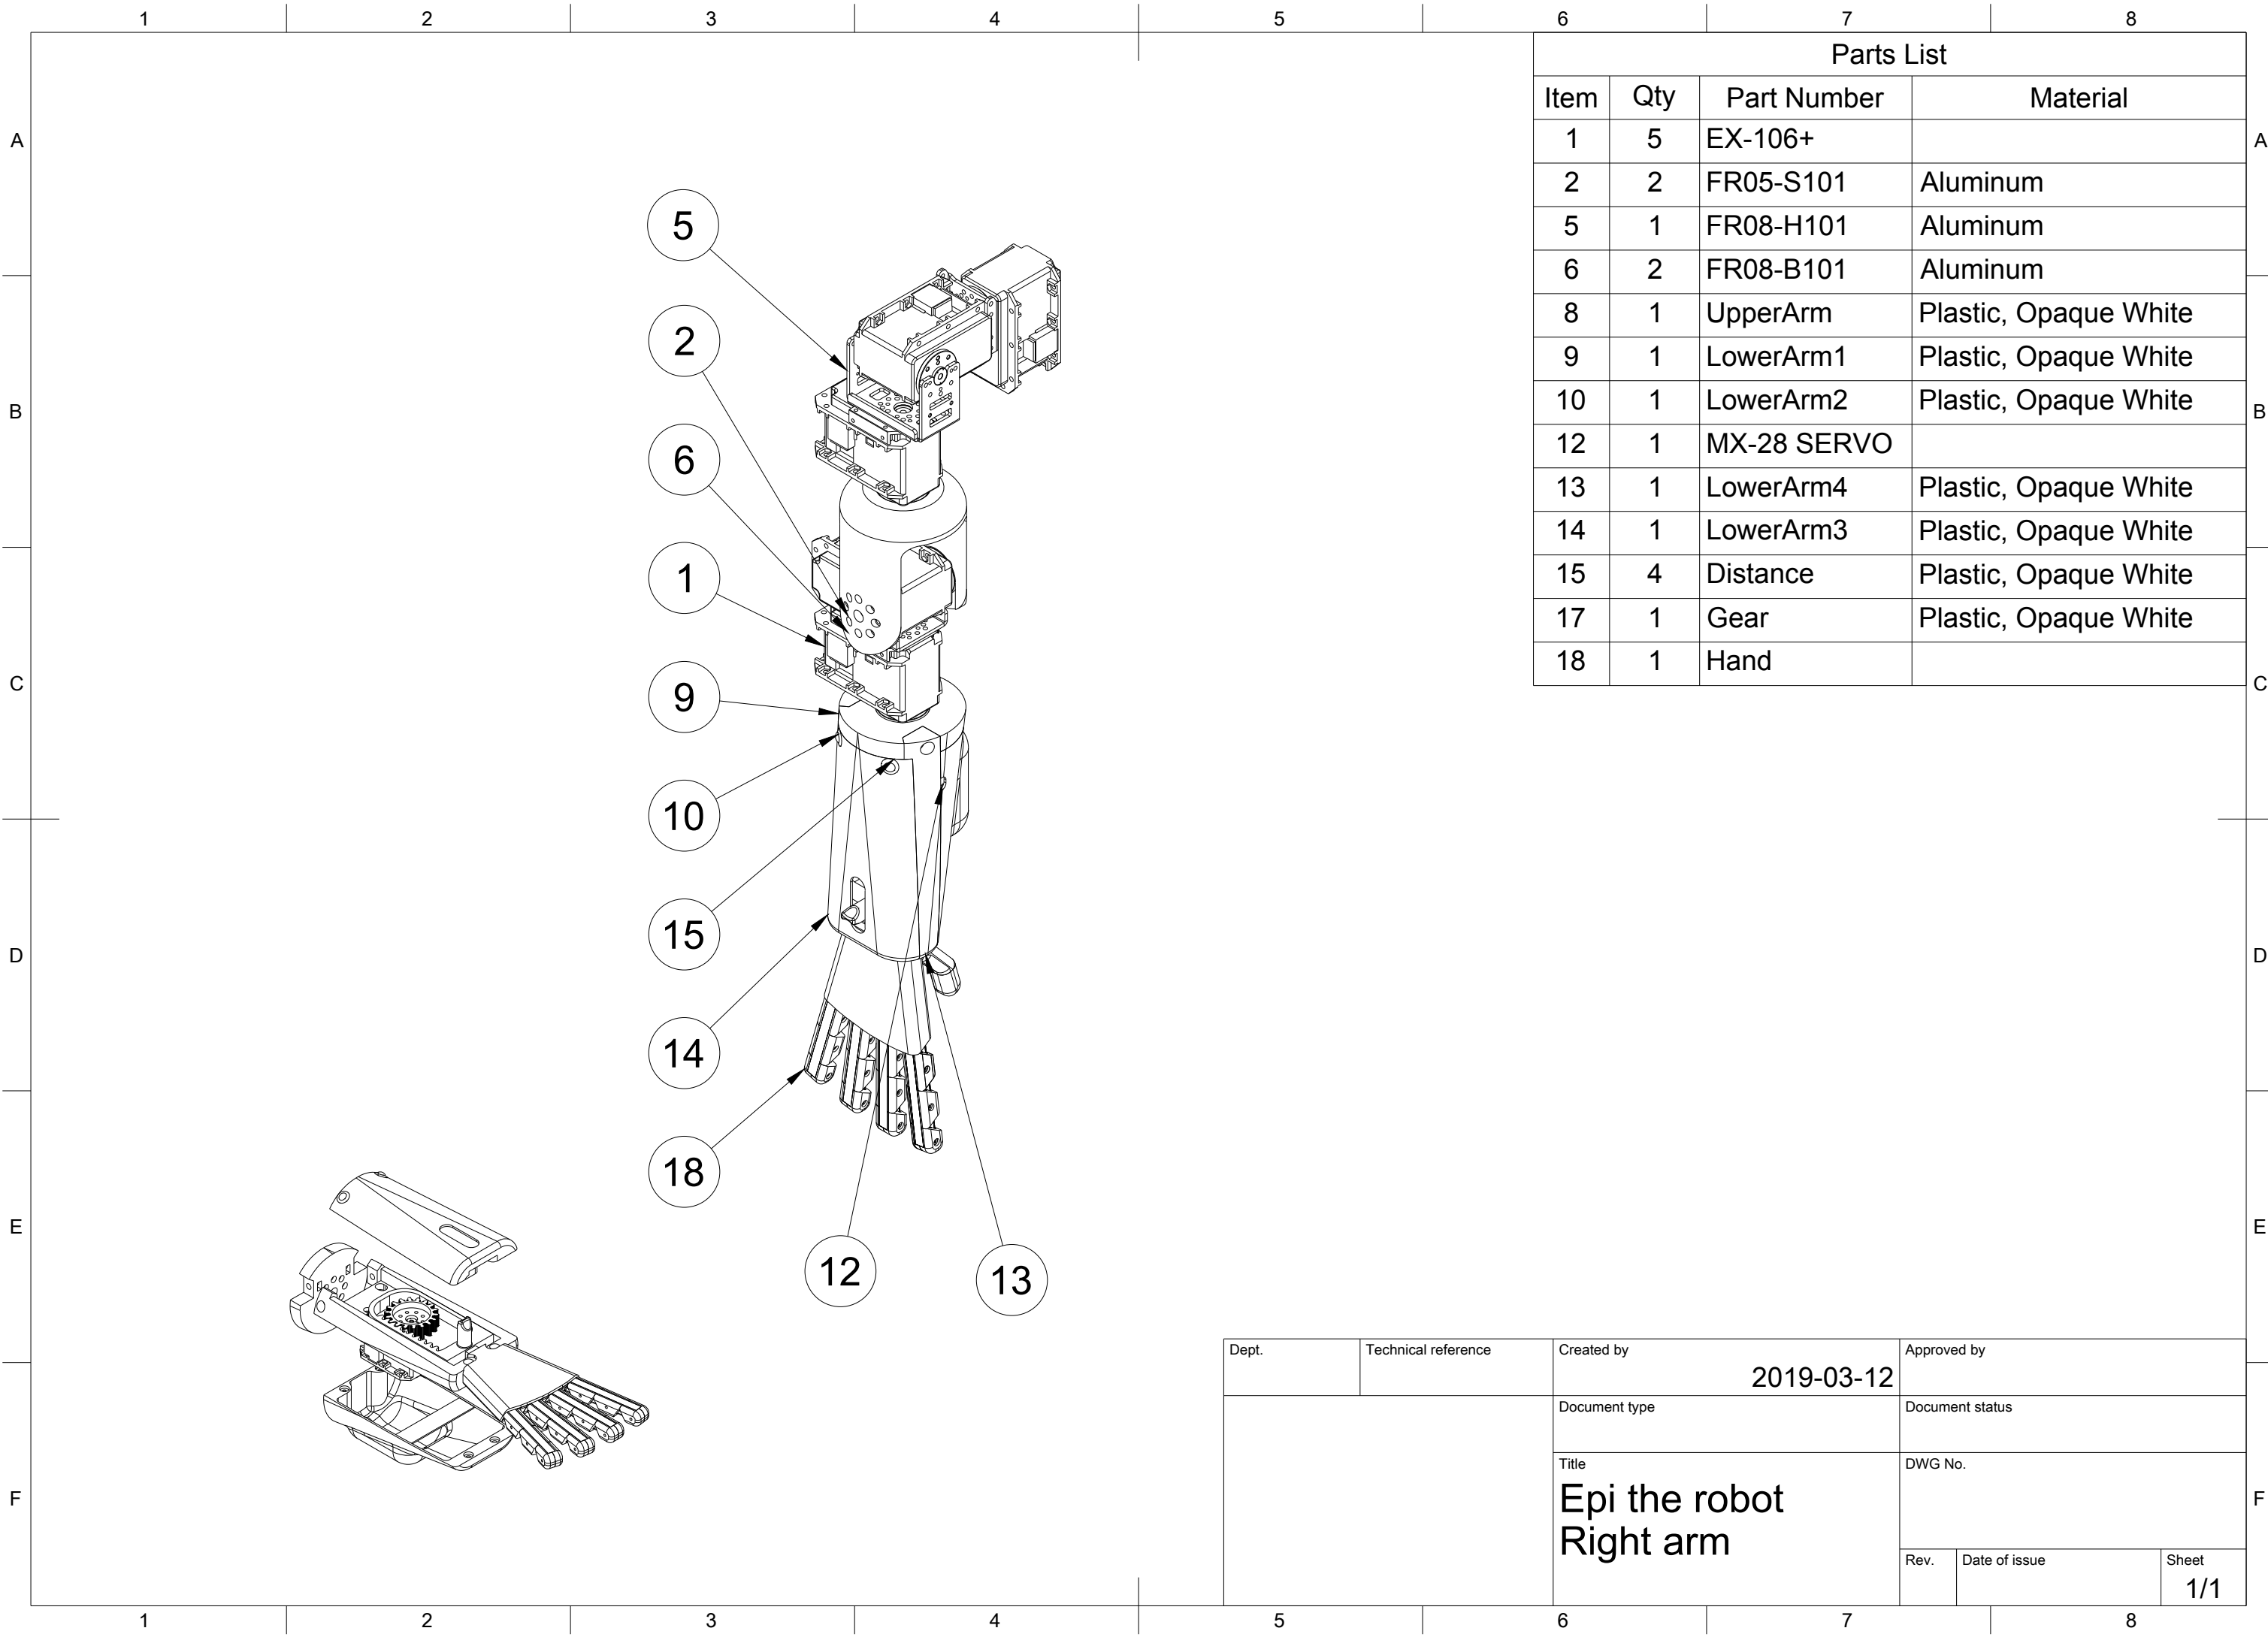 1 2 3 4 5 6 7 8
Parts List
Item Qty Part Number Material
1 5 EX-106+
2 2 FR05-S101 Aluminum
5 1 FR08-H101 Aluminum
6 2 FR08-B101 Aluminum
8 1 UpperArm Plastic, Opaque White
9 1 LowerArm1 Plastic, Opaque White
10 1 LowerArm2 Plastic, Opaque White
12 1 MX-28 SERVO
13 1 LowerArm4 Plastic, Opaque White
14 1 LowerArm3 Plastic, Opaque White
15 4 Distance Plastic, Opaque White
17 1 Gear Plastic, Opaque White
18 1 Hand
A A
B B
C C
D D
E E
F F
5
2
6
1
9
10
15
14
18
12
13
Dept. Technical reference Created by Approved by
2019-03-12
Document type Document status
Title DWG No.
Epi the robot
Right arm
Rev. Date of issue Sheet
1/1
1 2 3 4 5 6 7 8